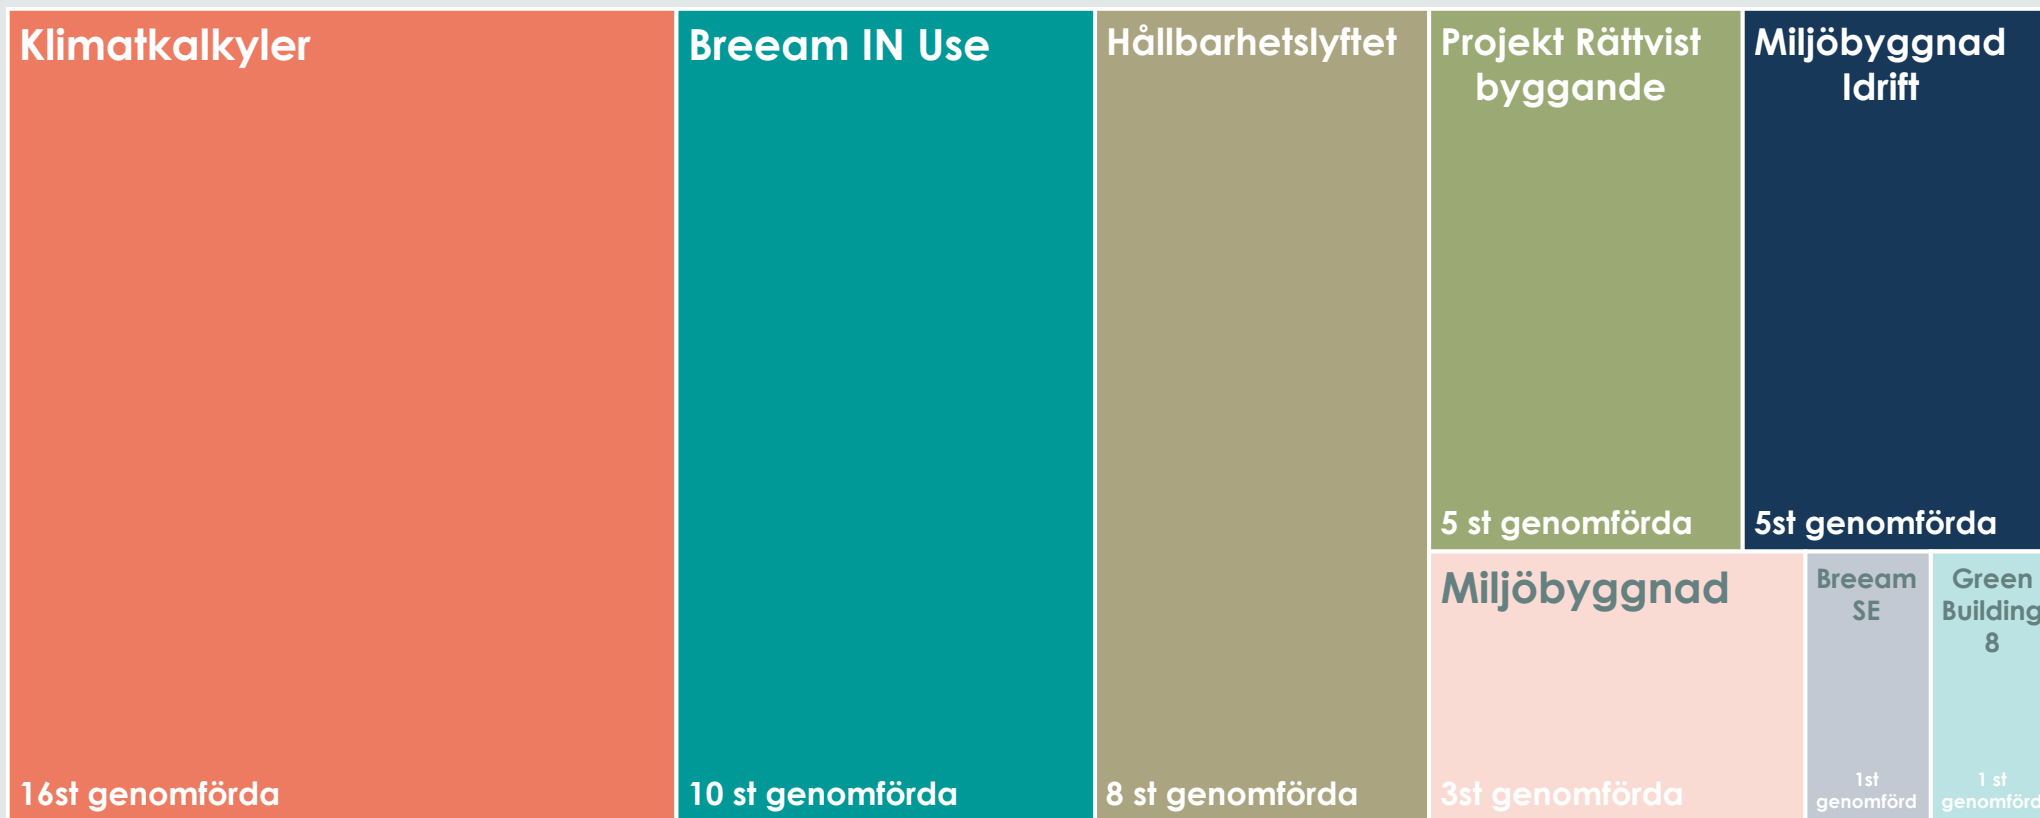 Klimatkalkyler
16st genomförda
Breeam IN Use
10 st genomförda
Hållbarhetslyftet
8 st genomförda
Projekt Rättvist
byggande
5 st genomförda
Miljöbyggnad
Idrift
5st genomförda
Miljöbyggnad
3st genomförda
Breeam
SE
1st
genomförd
Green
Building
8
1 st
genomförd